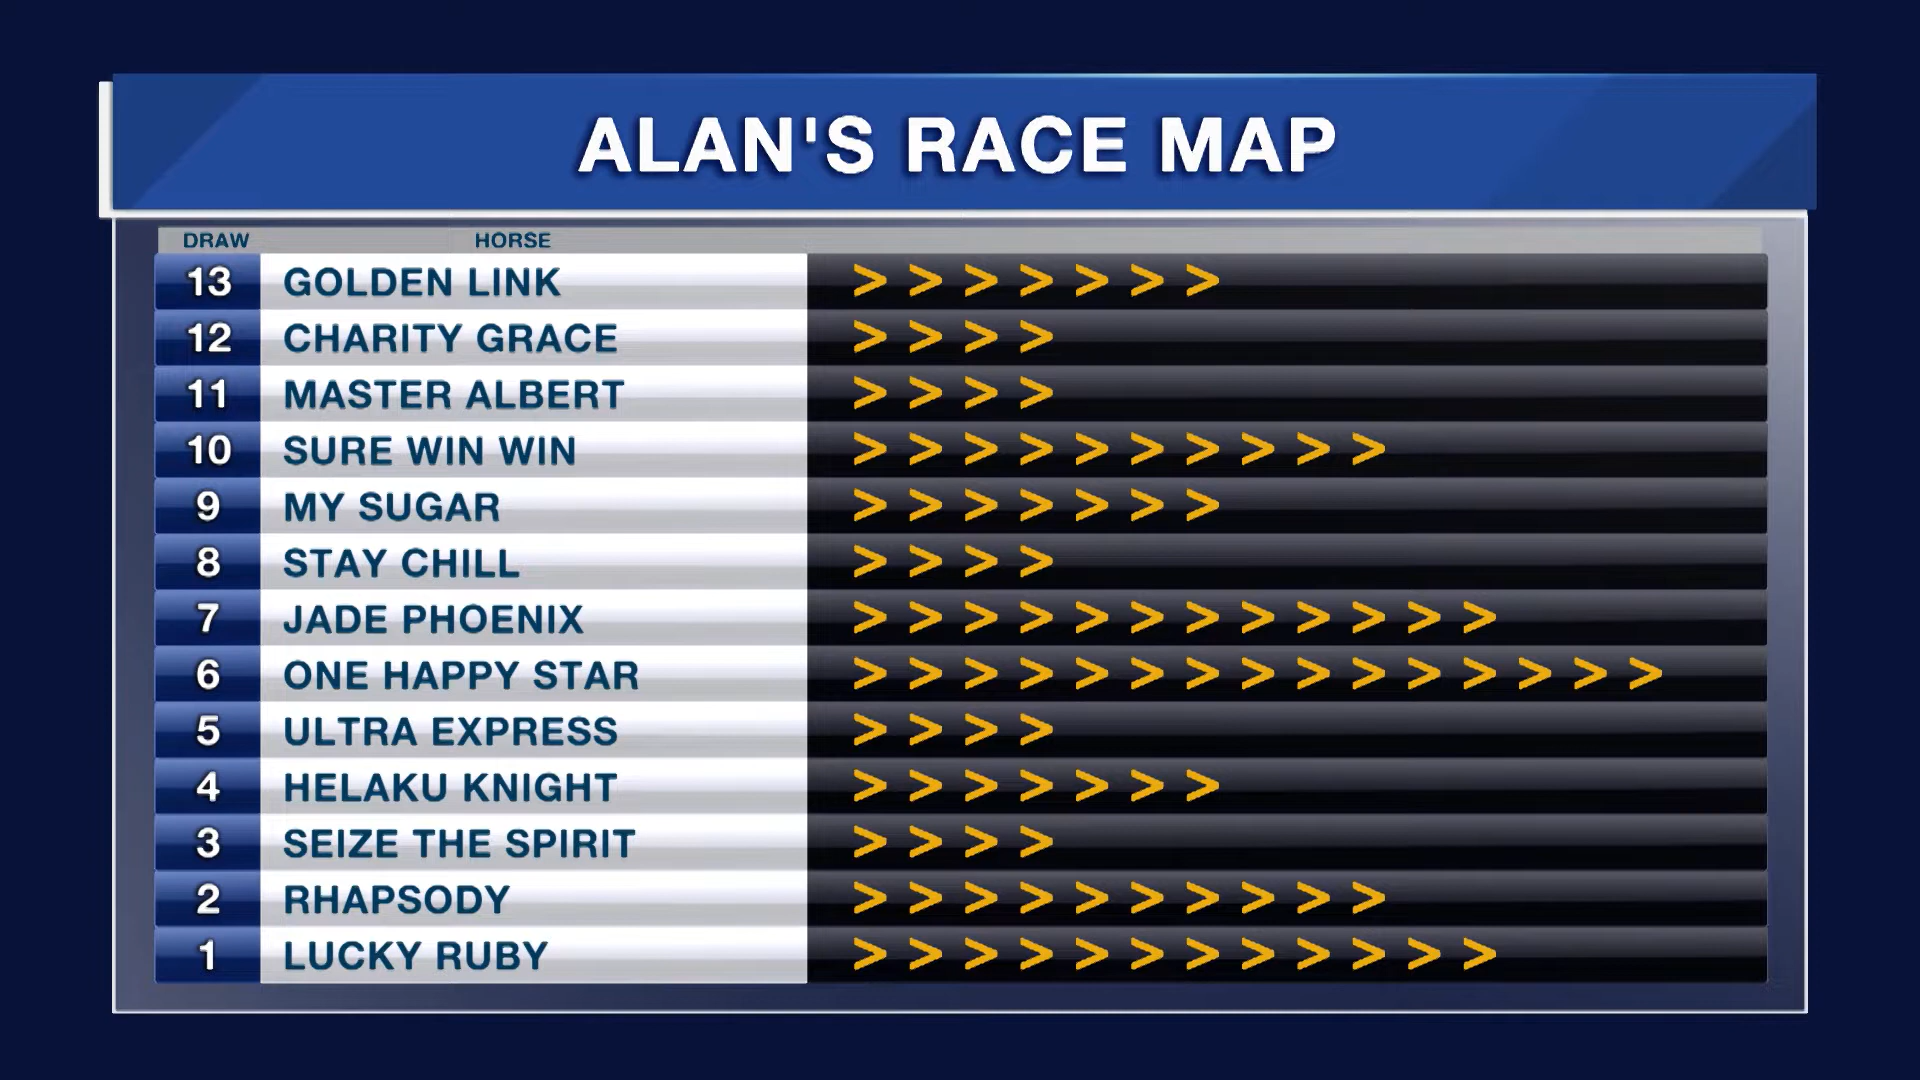 ALAN'S RACE MAP
DRAW HORSE
13 GOLDEN LINK > > > > > > >
12 CHARITY GRACE > > > >
11 MASTER ALBERT > > > >
10 SURE WIN WIN > > > > > > > > > >
9 MY SUGAR > > > > > > >
8 STAY CHILL > > > >
7 JADE PHOENIX > > > > > > > > > > > >
6 ONE HAPPY STAR > > > > > > > > > > > > > > >
5 ULTRA EXPRESS > > > >
4 HELAKU KNIGHT > > > > > > >
3 SEIZE THE SPIRIT > > > >
2 RHAPSODY > > > > > > > > > >
1 LUCKY RUBY > > > > > > > > > > > >